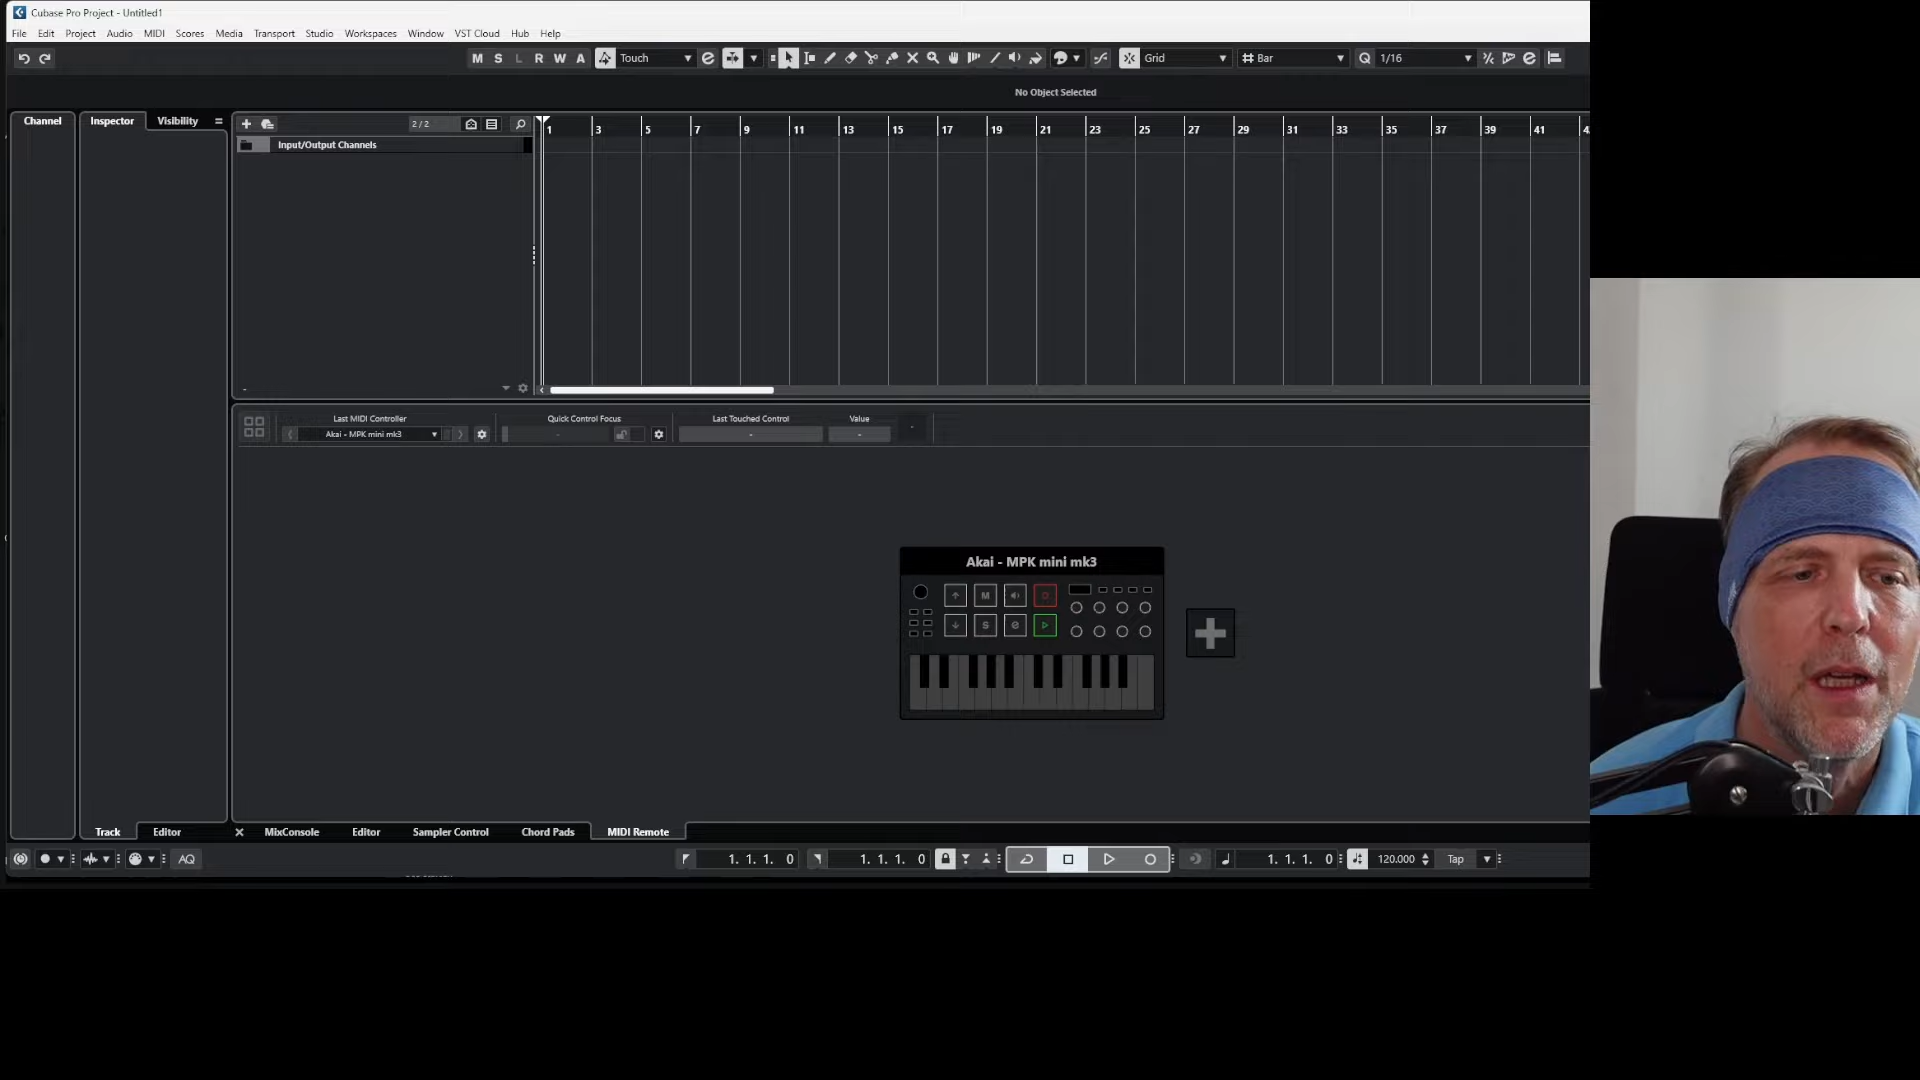 Cubase Pro Project - Untitled1
File Edit Project Audio MIDI Scores Media Transport Studio Workspaces Window VST Cloud Hub Help
M S L R W A Touch Grid Bar Q 1/16
No Object Selected
Channel Inspector Visibility 2 / 2 1 3 5 7 9 11 13 15 17 19 21 23 25 27 29 31 33 35 37 39 41
Input/Output Channels
Last MIDI Controller Quick Control Focus Last Touched Control Value
Akai - MPK mini mk3 - - -
Akai - MPK mini mk3
M
S
Track Editor MixConsole Editor Sampler Control Chord Pads MIDI Remote
AQ 1. 1. 1. 0 1. 1. 1. 0 1. 1. 1. 0 120.000 Tap